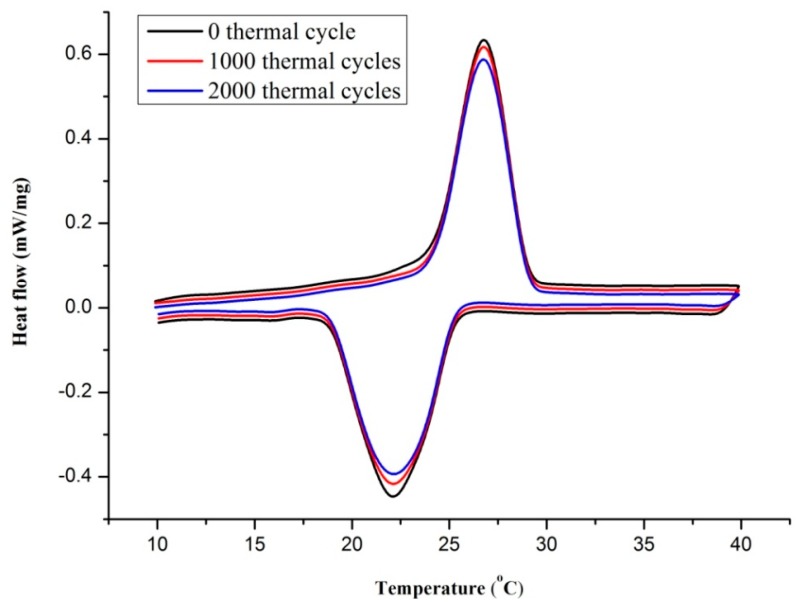 0 thermal cycle
1000 thermal cycles
2000 thermal cycles
0.6
0.4
0.2
0.0
-0.2
-0.4
Heat flow (mW/mg)
10 15 20 25 30 35 40
Temperature (°C)